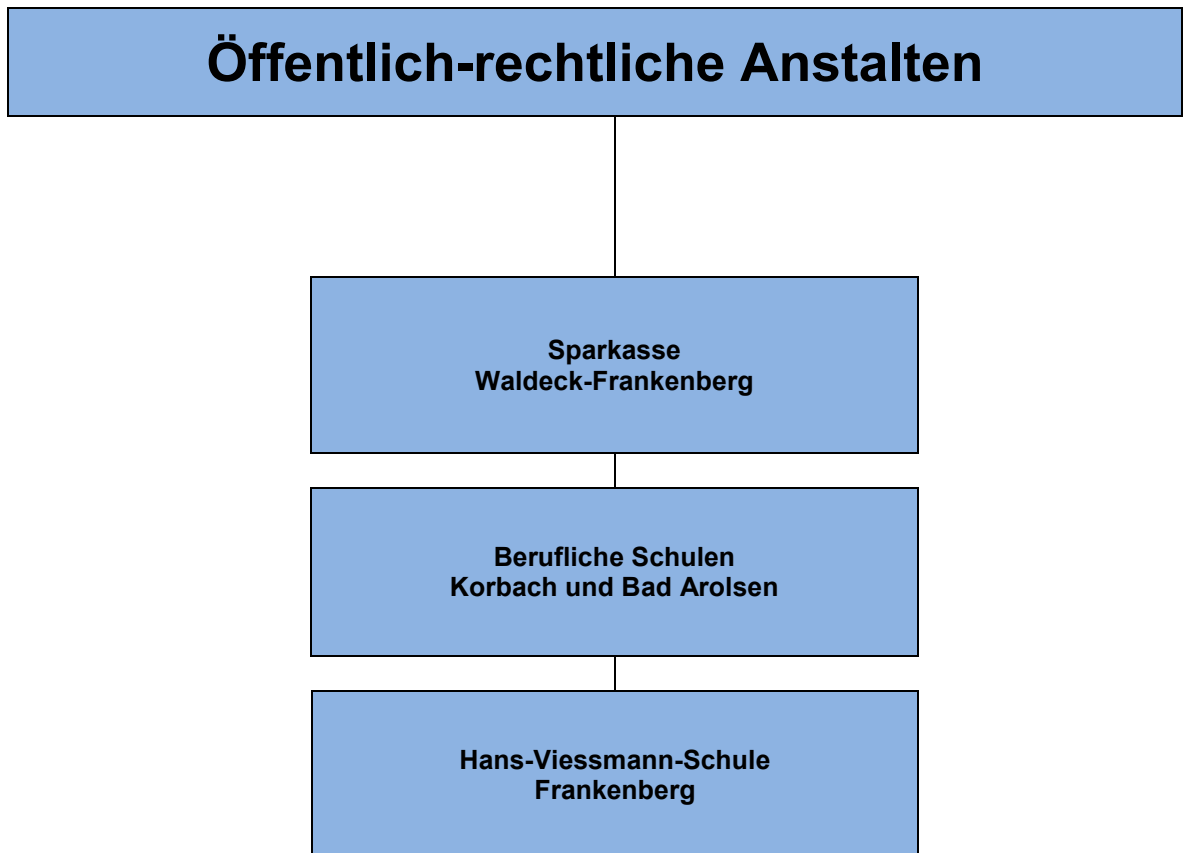 Öffentlich-rechtliche Anstalten
Sparkasse
Waldeck-Frankenberg
Berufliche Schulen
Korbach und Bad Arolsen
Hans-Viessmann-Schule
Frankenberg